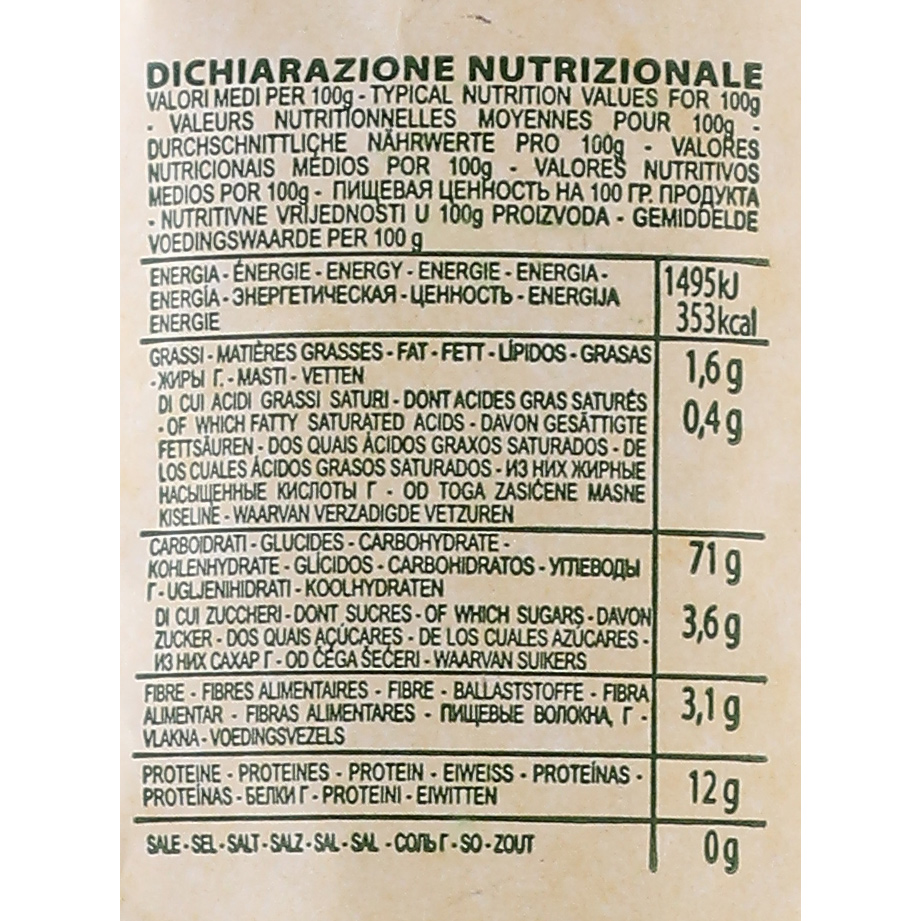 DICHIARAZIONE NUTRIZIONALE
VALORI MEDI PER 100g - TYPICAL NUTRITION VALUES FOR 100g
- VALEURS NUTRITIONNELLES MOYENNES POUR 100g -
DURCHSCHNITTLICHE NÄHRWERTE PRO 100g - VALORES
NUTRICIONAIS MÉDIOS POR 100g - VALORES NUTRITIVOS
MEDIOS POR 100g - ПИЩЕВАЯ ЦЕННОСТЬ НА 100 ГР. ПРОДУКТА
- NUTRITIVNE VRIJEDNOSTI U 100g PROIZVODA - GEMIDDELDE
VOEDINGSWAARDE PER 100 g
ENERGIA - ÉNERGIE - ENERGY - ENERGIE - ENERGIA -
ENERGÍA - ЭНЕРГЕТИЧЕСКАЯ - ЦЕННОСТЬ - ENERGIJA
ENERGIE
1495kJ
353kcal
GRASSI - MATIÈRES GRASSES - FAT - FETT - LÍPIDOS - GRASAS
- ЖИРЫ Г. - MASTI - VETTEN
1,6 g
DI CUI ACIDI GRASSI SATURI - DONT ACIDES GRAS SATURÉS
- OF WHICH FATTY SATURATED ACIDS - DAVON GESÄTTIGTE
FETTSÄUREN - DOS QUAIS ÁCIDOS GRAXOS SATURADOS - DE
LOS CUALES ÁCIDOS GRASOS SATURADOS - ИЗ НИХ ЖИРНЫЕ
НАСЫЩЕННЫЕ КИСЛОТЫ Г - OD TOGA ZASIĆENE MASNE
KISELINE - WAARVAN VERZADIGDE VETZUREN
0,4 g
CARBOIDRATI - GLUCIDES - CARBOHYDRATE -
KOHLENHYDRATE - GLÍCIDOS - CARBOHIDRATOS - УГЛЕВОДЫ
Г - UGLJENIHIDRATI - KOOLHYDRATEN
71 g
DI CUI ZUCCHERI - DONT SUCRES - OF WHICH SUGARS - DAVON
ZUCKER - DOS QUAIS AÇÚCARES - DE LOS CUALES AZÚCARES -
ИЗ НИХ САХАР Г - OD ČEGA ŠEĆERI - WAARVAN SUIKERS
3,6 g
FIBRE - FIBRES ALIMENTAIRES - FIBRE - BALLASTSTOFFE - FIBRA
ALIMENTAR - FIBRAS ALIMENTARES - ПИЩЕВЫЕ ВОЛОКНА, Г -
VLAKNA - VOEDINGSVEZELS
3,1 g
PROTEINE - PROTEINES - PROTEIN - EIWEISS - PROTEÍNAS -
PROTEÍNAS - БЕЛКИ Г - PROTEINI - EIWITTEN
12 g
SALE - SEL - SALT - SALZ - SAL - SAL - СОЛЬ Г - SO - ZOUT
0g